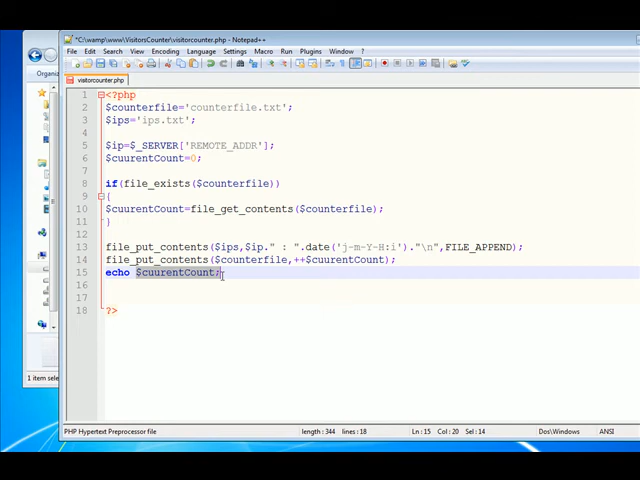 *C:\wamp\www\VisitorsCounter\visitorcounter.php - Notepad++
File Edit Search View Encoding Language Settings Macro Run Plugins Window ?
Organiz
visitorcounter.php
1 <?php
2 $counterfile='counterfile.txt';
3 $ips='ips.txt';
4
5 $ip=$_SERVER['REMOTE_ADDR'];
6 $cuurentCount=0;
7
8 if(file_exists($counterfile))
9 {
10 $cuurentCount=file_get_contents($counterfile);
11 }
12
13 file_put_contents($ips,$ip." : ".date('j-m-Y-H:i')."\n",FILE_APPEND);
14 file_put_contents($counterfile,++$cuurentCount);
15 echo $cuurentCount;
16
17
18 ?>
1 item selec
PHP Hypertext Preprocessor file length : 344 lines : 18 Ln : 15 Col : 20 Sel : 14 Dos\Windows ANSI